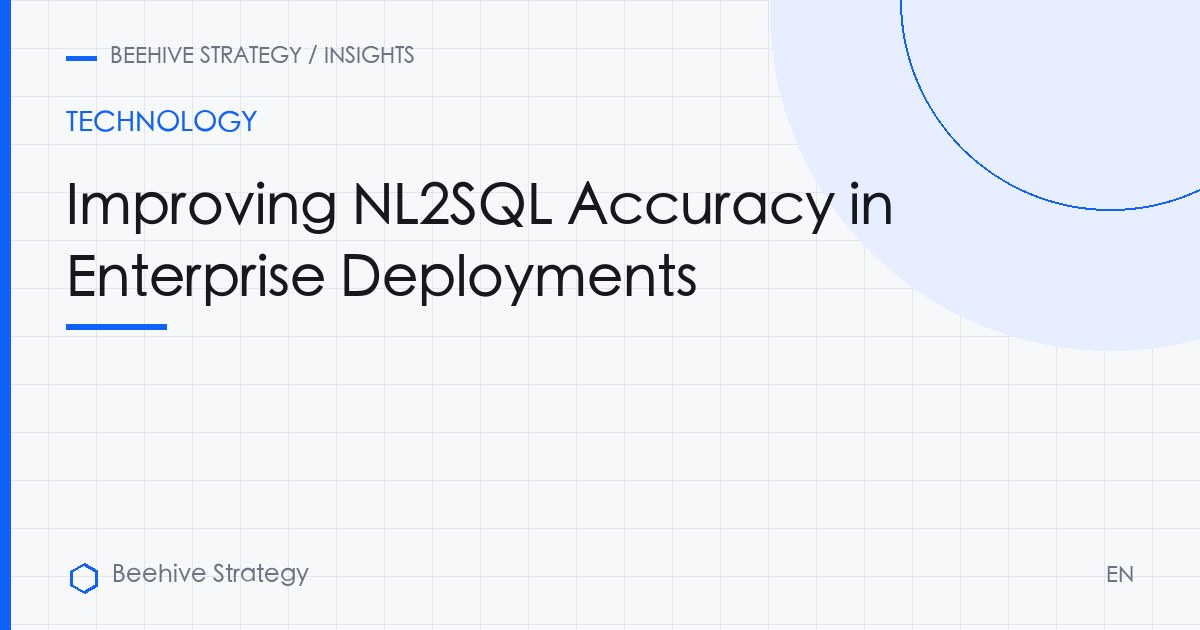 BEEHIVE STRATEGY / INSIGHTS
TECHNOLOGY
Improving NL2SQL Accuracy in
Enterprise Deployments
Beehive Strategy
EN